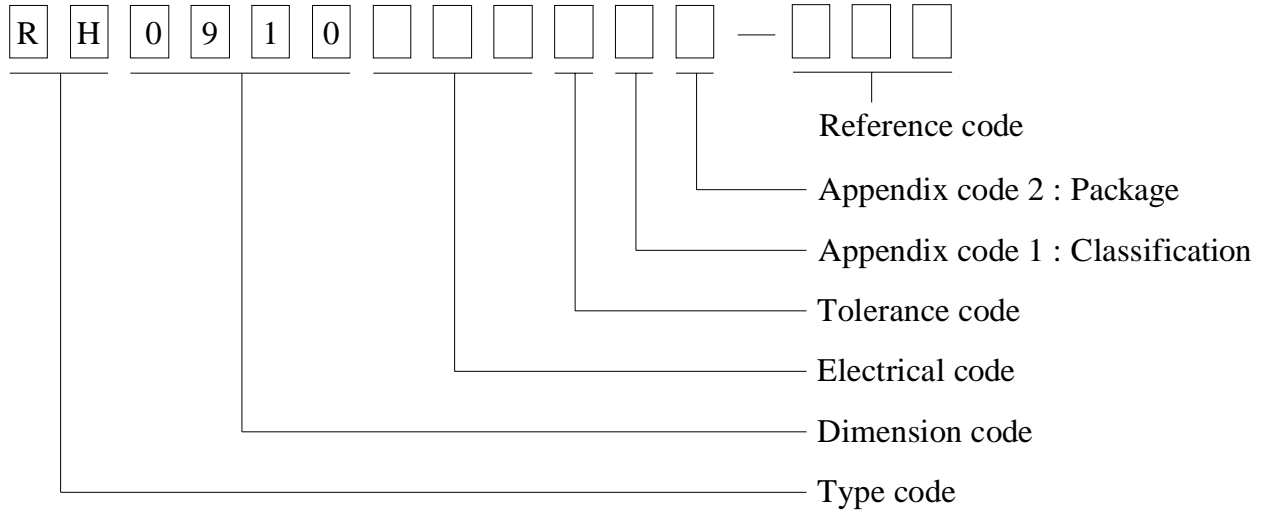 R H 0 9 1 0 —
Reference code
Appendix code 2 : Package
Appendix code 1 : Classification
Tolerance code
Electrical code
Dimension code
Type code